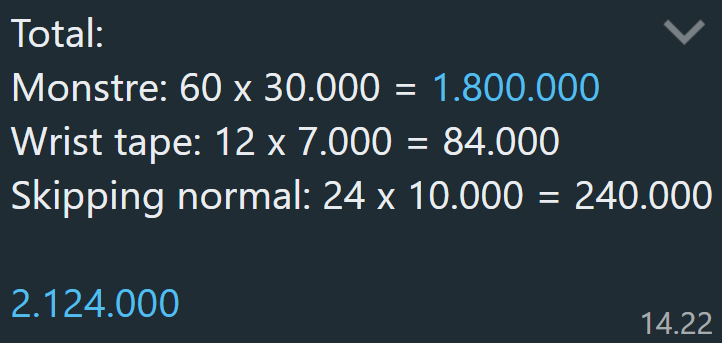 Total:
Monstre: 60 x 30.000 = 1.800.000
Wrist tape: 12 x 7.000 = 84.000
Skipping normal: 24 x 10.000 = 240.000
2.124.000
14.22